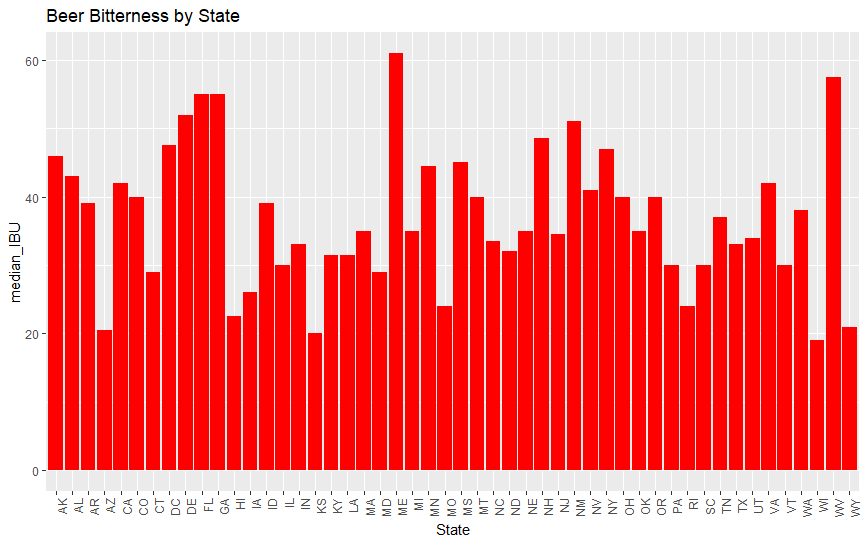 Beer Bitterness by State
median_IBU
60
40
20
0
AK AL AR AZ CA CO CT DC DE FL GA HI IA ID IL IN KS KY LA MA MD ME MI MN MO MS MT NC ND NE NH NJ NM NV NY OH OK OR PA RI SC TN TX UT VA VT WA WI WV WY
State